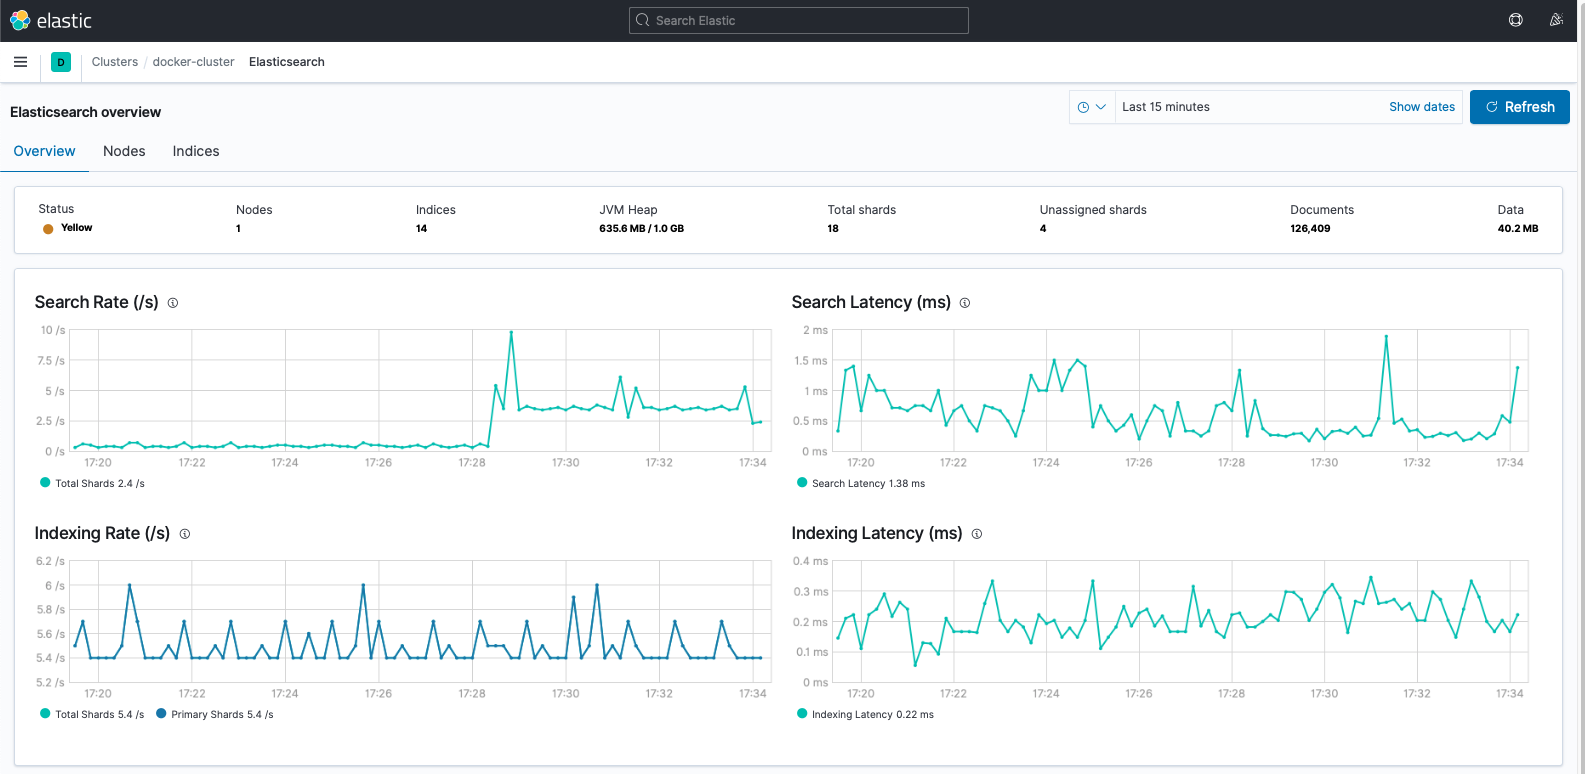 elastic
Search Elastic
D
Clusters / docker-cluster Elasticsearch
Elasticsearch overview
Last 15 minutes
Show dates
Refresh
Overview Nodes Indices
Status Nodes Indices JVM Heap Total shards Unassigned shards Documents Data
Yellow 1 14 635.6 MB / 1.0 GB 18 4 126,409 40.2 MB
Search Rate (/s)
10 /s
7.5 /s
5 /s
2.5 /s
0 /s
17:20 17:22 17:24 17:26 17:28 17:30 17:32 17:34
Total Shards 2.4 /s
Search Latency (ms)
2 ms
1.5 ms
1 ms
0.5 ms
0 ms
17:20 17:22 17:24 17:26 17:28 17:30 17:32 17:34
Search Latency 1.38 ms
Indexing Rate (/s)
6.2 /s
6 /s
5.8 /s
5.6 /s
5.4 /s
5.2 /s
17:20 17:22 17:24 17:26 17:28 17:30 17:32 17:34
Total Shards 5.4 /s Primary Shards 5.4 /s
Indexing Latency (ms)
0.4 ms
0.3 ms
0.2 ms
0.1 ms
0 ms
17:20 17:22 17:24 17:26 17:28 17:30 17:32 17:34
Indexing Latency 0.22 ms